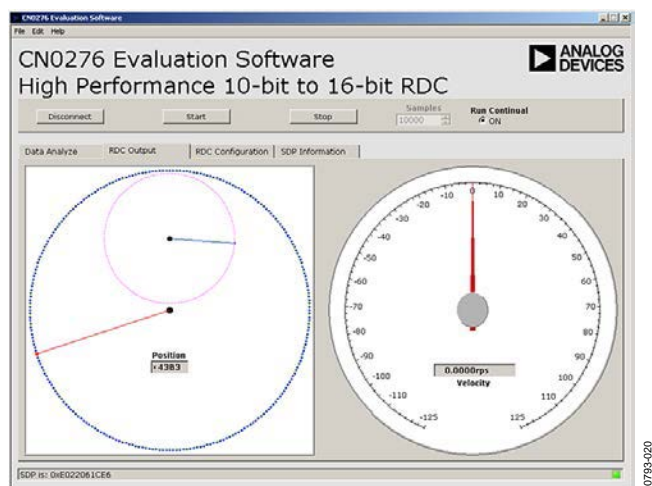 CN0276 Evaluation Software
File Edit Help
CN0276 Evaluation Software
High Performance 10-bit to 16-bit RDC
ANALOG
DEVICES
Disconnect
Start
Stop
Samples
10000
Run Continual
ON
Data Analyze
RDC Output
RDC Configuration
SDP Information
Position
x4383
-125
-110
-100
-90
-80
-70
-60
-50
-40
-30
-20
-10
0
10
20
30
40
50
60
70
80
90
100
110
125
0.0000rps
Velocity
SDP is: 0xE022061CE6
0793-020